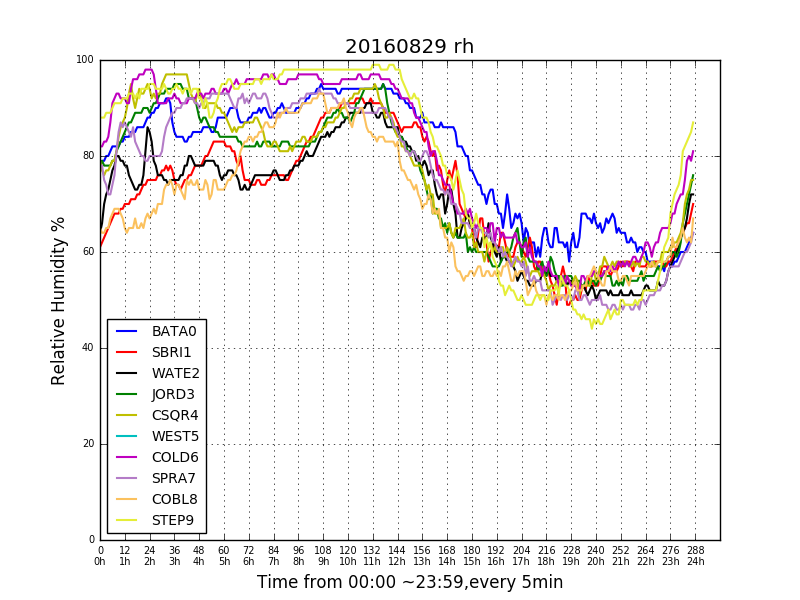 20160829 rh
Relative Humidity %
100
80
60
40
20
0
BATA0
SBRI1
WATE2
JORD3
CSQR4
WEST5
COLD6
SPRA7
COBL8
STEP9
0 12 24 36 48 60 72 84 96 108 120 132 144 156 168 180 192 204 216 228 240 252 264 276 288
0h 1h 2h 3h 4h 5h 6h 7h 8h 9h 10h 11h 12h 13h 14h 15h 16h 17h 18h 19h 20h 21h 22h 23h 24h
Time from 00:00 ~23:59,every 5min